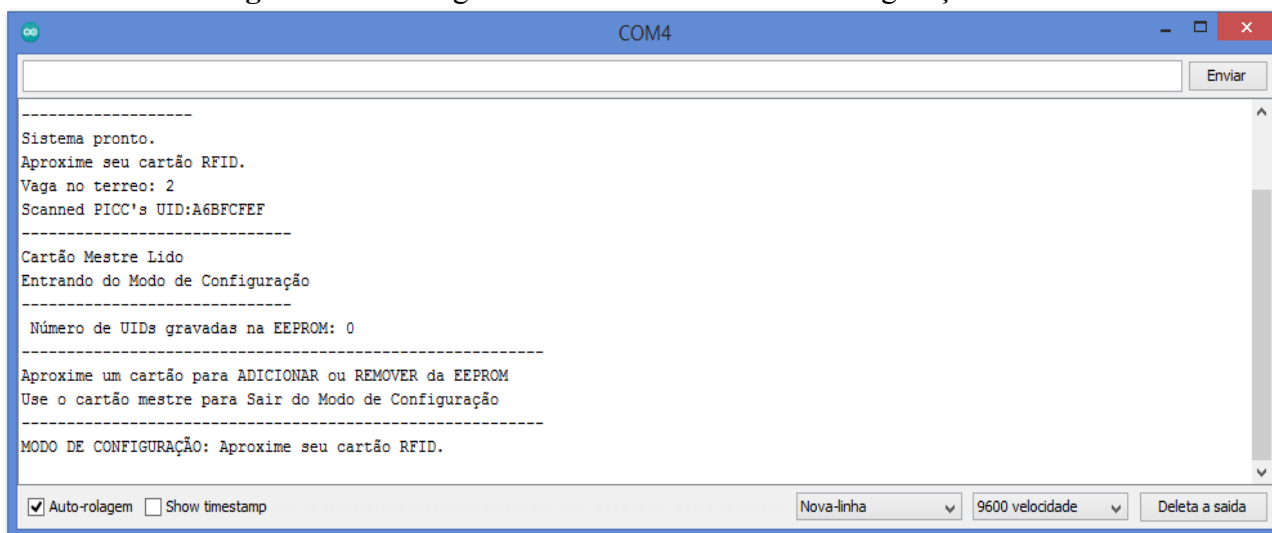 COM4
Enviar
-------------------
Sistema pronto.
Aproxime seu cartão RFID.
Vaga no terreo: 2
Scanned PICC's UID:A6BFCFEF
------------------------------
Cartão Mestre Lido
Entrando do Modo de Configuração
------------------------------
Número de UIDs gravadas na EEPROM: 0
----------------------------------------------------------
Aproxime um cartão para ADICIONAR ou REMOVER da EEPROM
Use o cartão mestre para Sair do Modo de Configuração
----------------------------------------------------------
MODO DE CONFIGURAÇÃO: Aproxime seu cartão RFID.
Auto-rolagem Show timestamp Nova-linha 9600 velocidade Deleta a saida